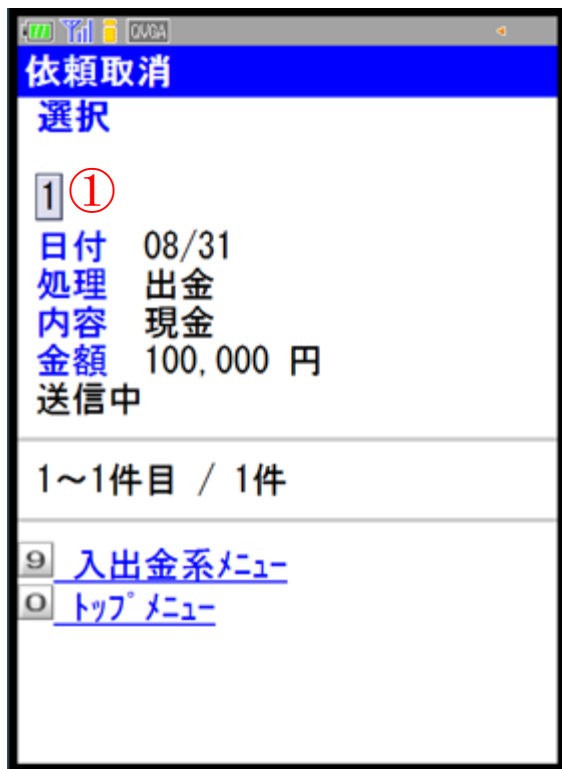 QVGA
依頼取消
選択
1 ①
日付 08/31
処理 出金
内容 現金
金額 100,000 円
送信中
1～1件目 / 1件
9 入出金系ﾒﾆｭｰ
0 ﾄｯﾌﾟﾒﾆｭｰ